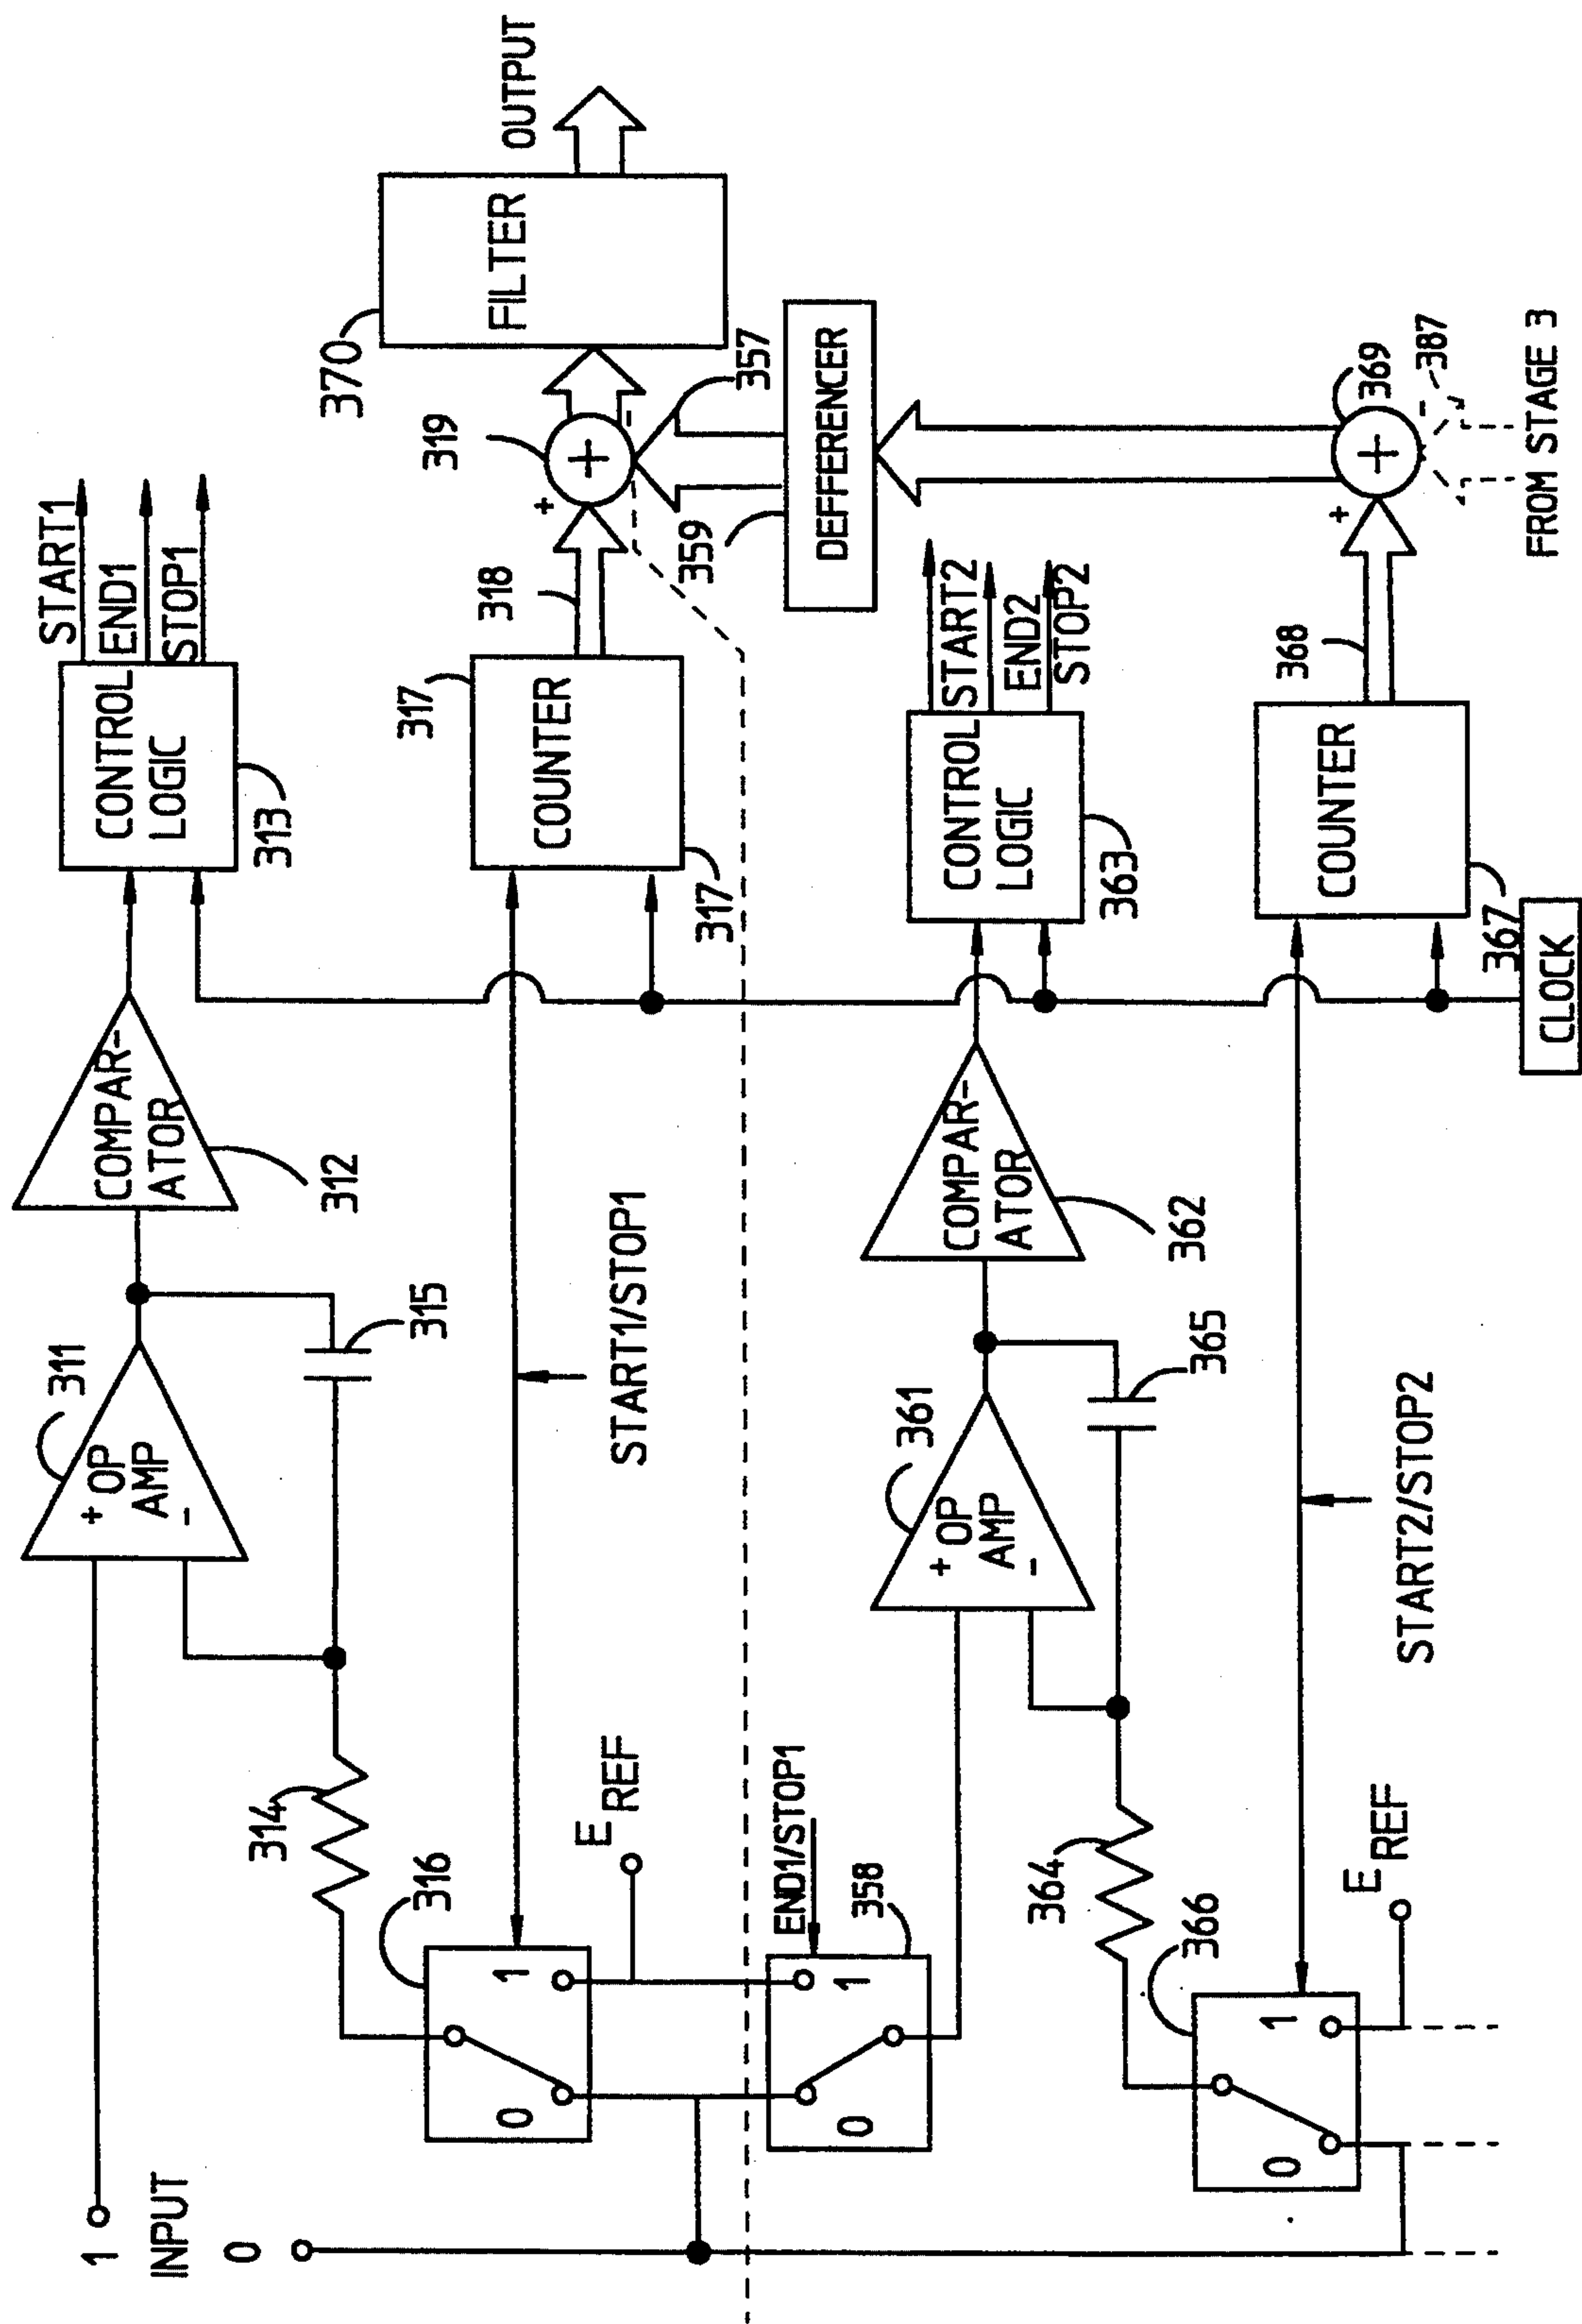 1
INPUT
0
311
+ OP
AMP
-
315
COMPAR-
ATOR
312
CONTROL
LOGIC
313
START1
END1
STOP1
314
316
0
1
E REF
START1/STOP1
317
COUNTER
317
318
+
319
-
370
FILTER
OUTPUT
357
359
DEFFERENCER
END1/STOP1
358
0
1
361
+ OP
AMP
-
365
COMPAR-
ATOR
362
CONTROL
LOGIC
363
START2
END2
STOP2
364
366
0
1
E REF
START2/STOP2
COUNTER
367
368
+
369
-
387
FROM STAGE 3
CLOCK